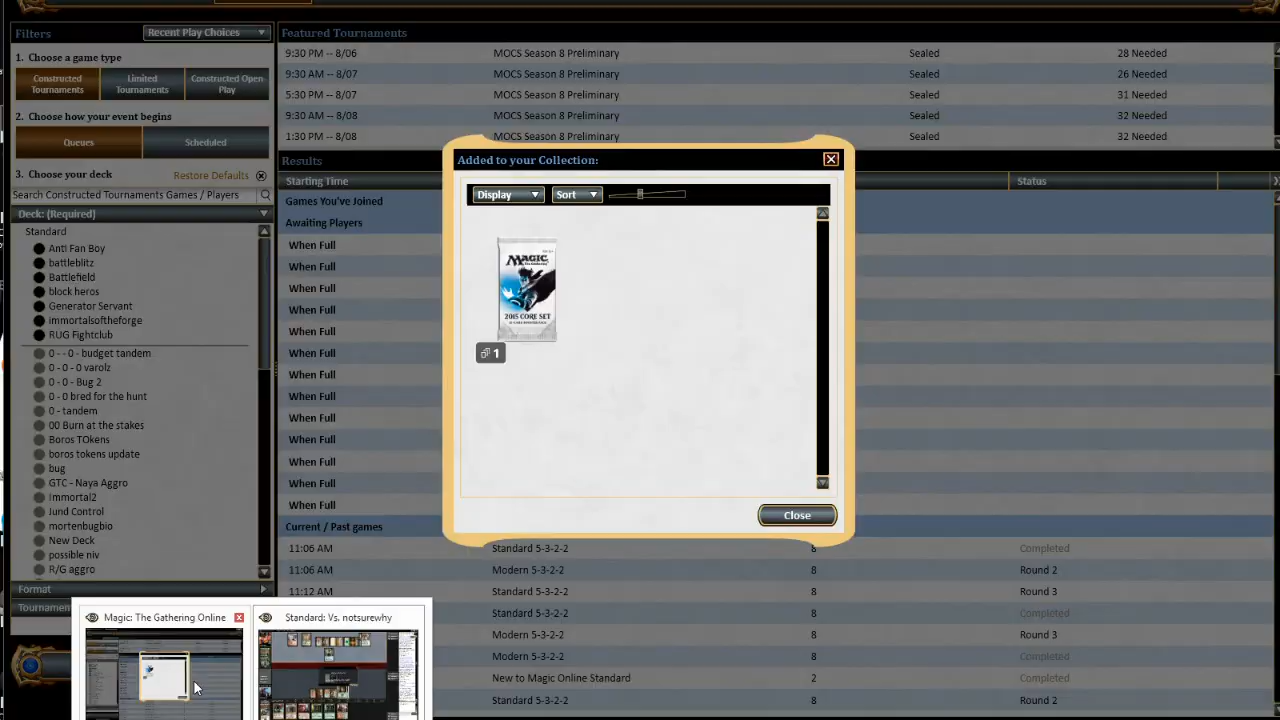 Filters
Recent Play Choices
1. Choose a game type
Constructed Tournaments
Limited Tournaments
Constructed Open Play
2. Choose how your event begins
Queues
Scheduled
3. Choose your deck
Restore Defaults
Search Constructed Tournaments Games / Players
Deck: (Required)
Standard
Anti Fan Boy
battleblitz
Battlefield
block heros
Generator Servant
immortalsoftheforge
RUG Fightclub
0 - - 0 - budget tandem
0 - 0 - 0 varolz
0 - 0 - Bug 2
0 - 0 bred for the hunt
0 - tandem
00 Burn at the stakes
Boros TOkens
boros tokens update
bug
GTC - Naya Aggro
Immortal2
Jund Control
mortenbugbio
New Deck
possible niv
R/G aggro
Format
Tournamen
Featured Tournaments
9:30 PM -- 8/06 MOCS Season 8 Preliminary Sealed 28 Needed
9:30 AM -- 8/07 MOCS Season 8 Preliminary Sealed 26 Needed
5:30 PM -- 8/07 MOCS Season 8 Preliminary Sealed 31 Needed
9:30 AM -- 8/08 MOCS Season 8 Preliminary Sealed 32 Needed
1:30 PM -- 8/08 MOCS Season 8 Preliminary Sealed 32 Needed
Results
Starting Time Status
Games You've Joined
Awaiting Players
When Full
When Full
When Full
When Full
When Full
When Full
When Full
When Full
When Full
When Full
When Full
When Full
When Full
Current / Past games
11:06 AM Standard 5-3-2-2 8 Completed
11:06 AM Modern 5-3-2-2 8 Round 2
11:12 AM Standard 5-3-2-2 8 Round 3
Standard 5-3-2-2 8 Completed
Modern 5-3-2-2 8 Round 3
Modern 5-3-2-2 8 Completed
New to Magic Online Standard 2 Completed
Standard 5-3-2-2 8 Round 2
Added to your Collection:
Display
Sort
MAGIC
The Gathering
2015 CORE SET
1
Close
Magic: The Gathering Online
Standard: Vs. notsurewhy